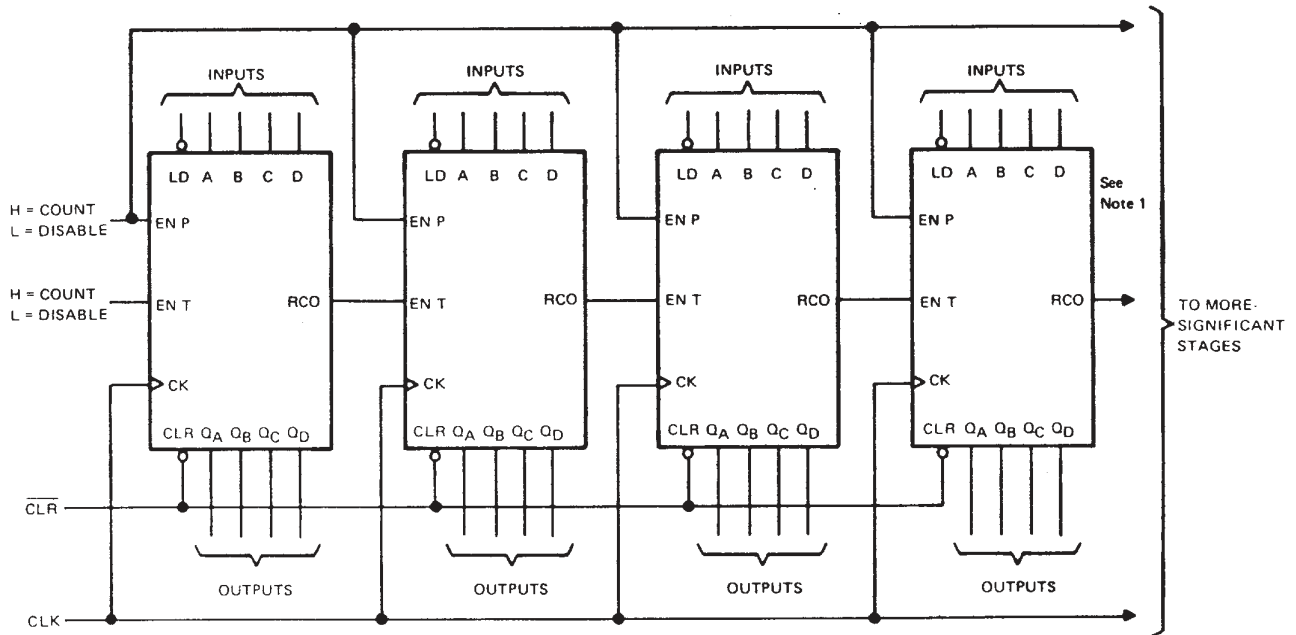 INPUTS INPUTS INPUTS INPUTS
LD A B C D LD A B C D LD A B C D LD A B C D
See
Note 1
H = COUNT
L = DISABLE
EN P EN P EN P EN P
H = COUNT
L = DISABLE
EN T RCO EN T RCO EN T RCO EN T RCO
TO MORE-
SIGNIFICANT
STAGES
CK CK CK CK
CLR QA QB QC QD CLR QA QB QC QD CLR QA QB QC QD CLR QA QB QC QD
CLR
OUTPUTS OUTPUTS OUTPUTS OUTPUTS
CLK